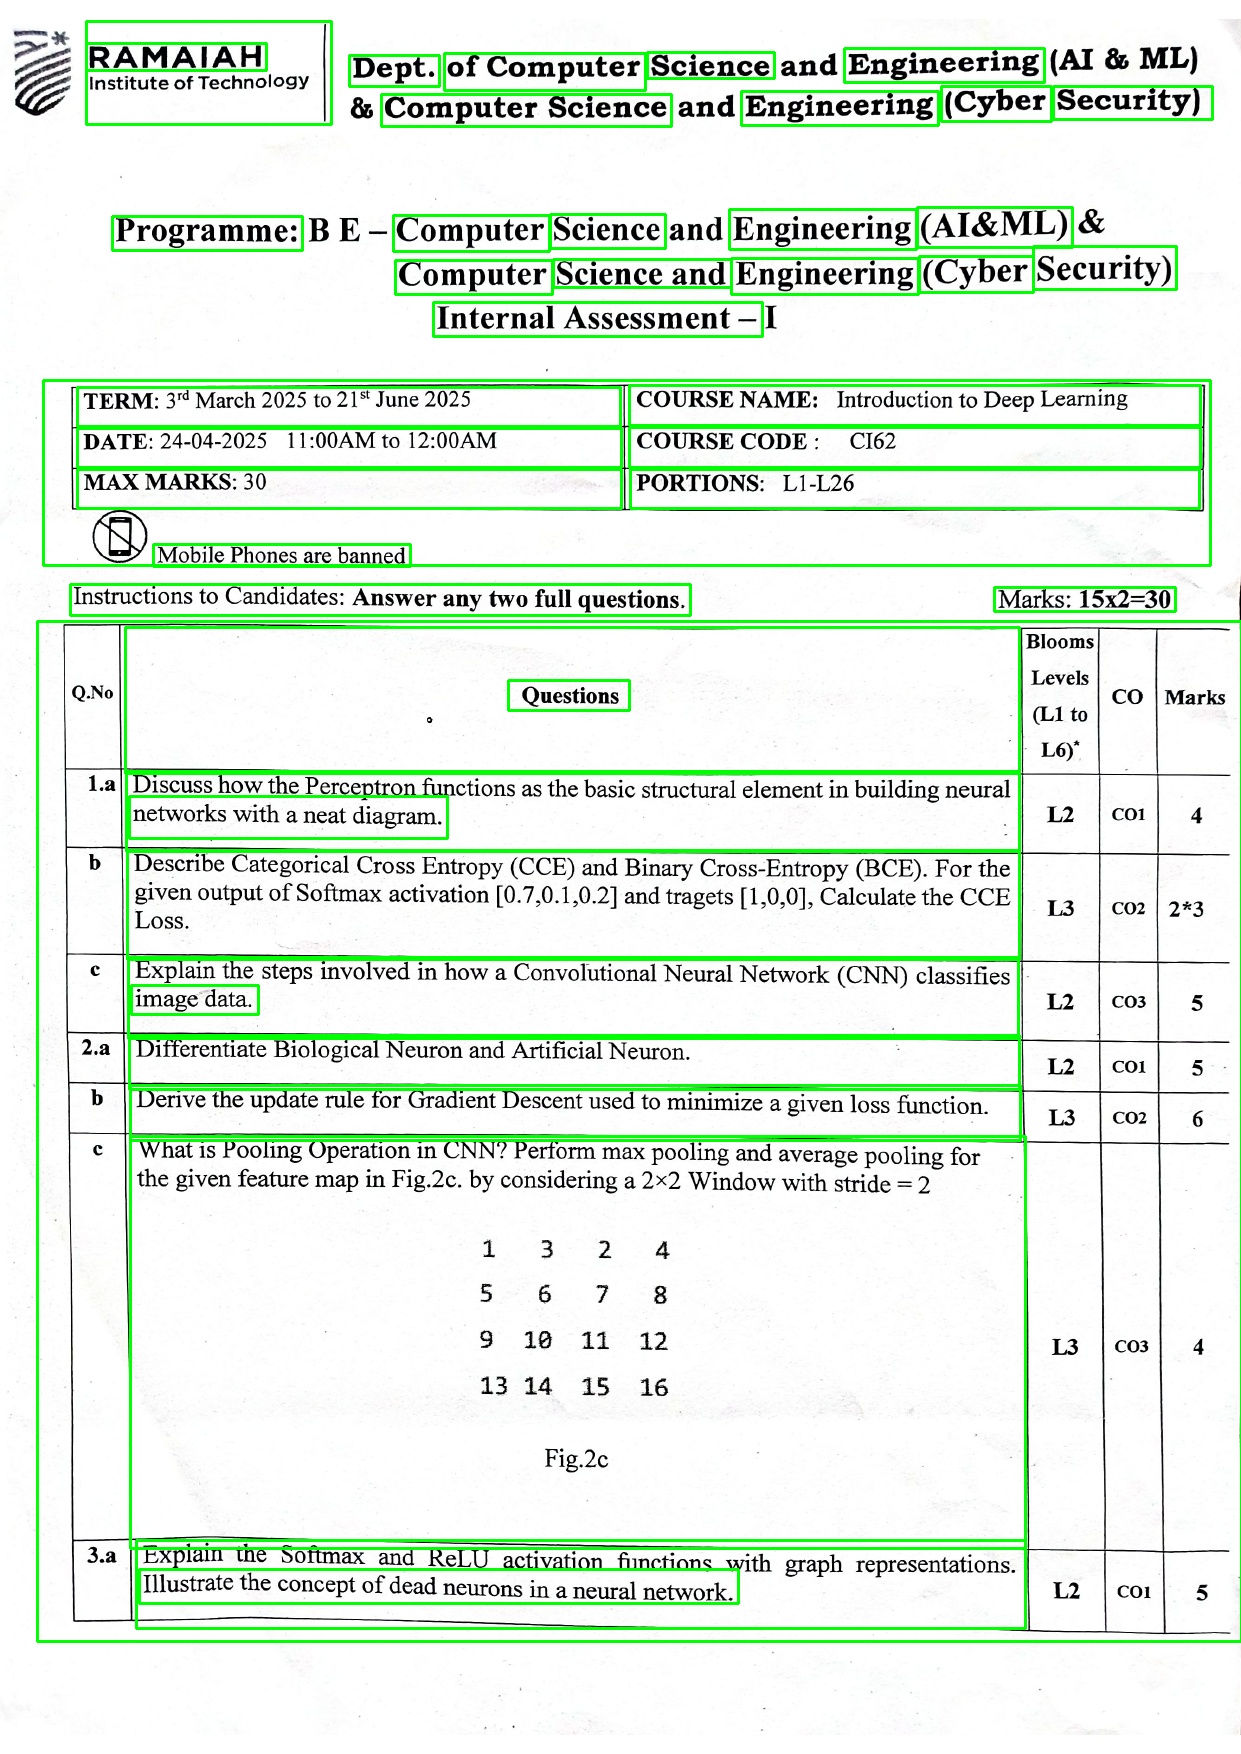 RAMAIAH
Institute of Technology
Dept. of Computer Science and Engineering (AI & ML)
& Computer Science and Engineering (Cyber Security)
Programme: B E – Computer Science and Engineering (AI&ML) &
Computer Science and Engineering (Cyber Security)
Internal Assessment – I
TERM: 3rd March 2025 to 21st June 2025 COURSE NAME: Introduction to Deep Learning
DATE: 24-04-2025 11:00AM to 12:00AM COURSE CODE : CI62
MAX MARKS: 30 PORTIONS: L1-L26
Mobile Phones are banned
Instructions to Candidates: Answer any two full questions. Marks: 15x2=30
Q.No Questions Blooms Levels (L1 to L6)* CO Marks
1.a Discuss how the Perceptron functions as the basic structural element in building neural
networks with a neat diagram. L2 CO1 4
b Describe Categorical Cross Entropy (CCE) and Binary Cross-Entropy (BCE). For the
given output of Softmax activation [0.7,0.1,0.2] and tragets [1,0,0], Calculate the CCE
Loss. L3 CO2 2*3
c Explain the steps involved in how a Convolutional Neural Network (CNN) classifies
image data. L2 CO3 5
2.a Differentiate Biological Neuron and Artificial Neuron. L2 CO1 5
b Derive the update rule for Gradient Descent used to minimize a given loss function. L3 CO2 6
c What is Pooling Operation in CNN? Perform max pooling and average pooling for
the given feature map in Fig.2c. by considering a 2×2 Window with stride = 2
1 3 2 4
5 6 7 8
9 10 11 12
13 14 15 16
L3 CO3 4
Fig.2c
3.a Explain the Softmax and ReLU activation functions with graph representations.
Illustrate the concept of dead neurons in a neural network. L2 CO1 5